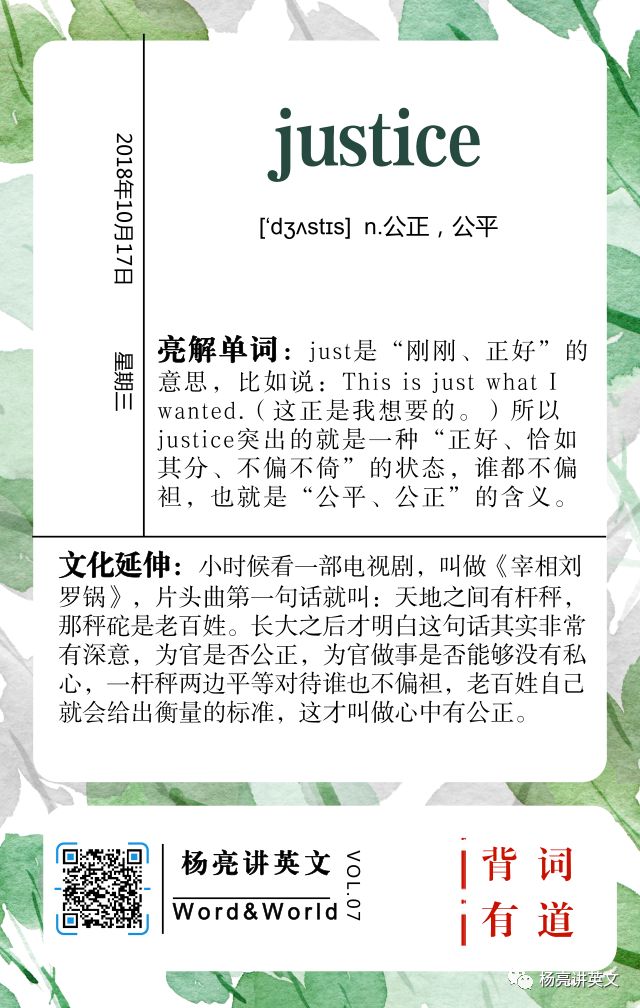 justice
['dʒʌstɪs] n.公正，公平
2018年10月17日
星期三
亮解单词：just是“刚刚、正好”的
意思，比如说：This is just what I
wanted.（这正是我想要的。）所以
justice突出的就是一种“正好、恰如
其分、不偏不倚”的状态，谁都不偏
袒，也就是“公平、公正”的含义。
文化延伸：小时候看一部电视剧，叫做《宰相刘
罗锅》，片头曲第一句话就叫：天地之间有杆秤，
那秤砣是老百姓。长大之后才明白这句话其实非常
有深意，为官是否公正，为官做事是否能够没有私
心，一杆秤两边平等对待谁也不偏袒，老百姓自己
就会给出衡量的标准，这才叫做心中有公正。
杨亮讲英文
Word&World
VOL.07
背词
有道
杨亮讲英文